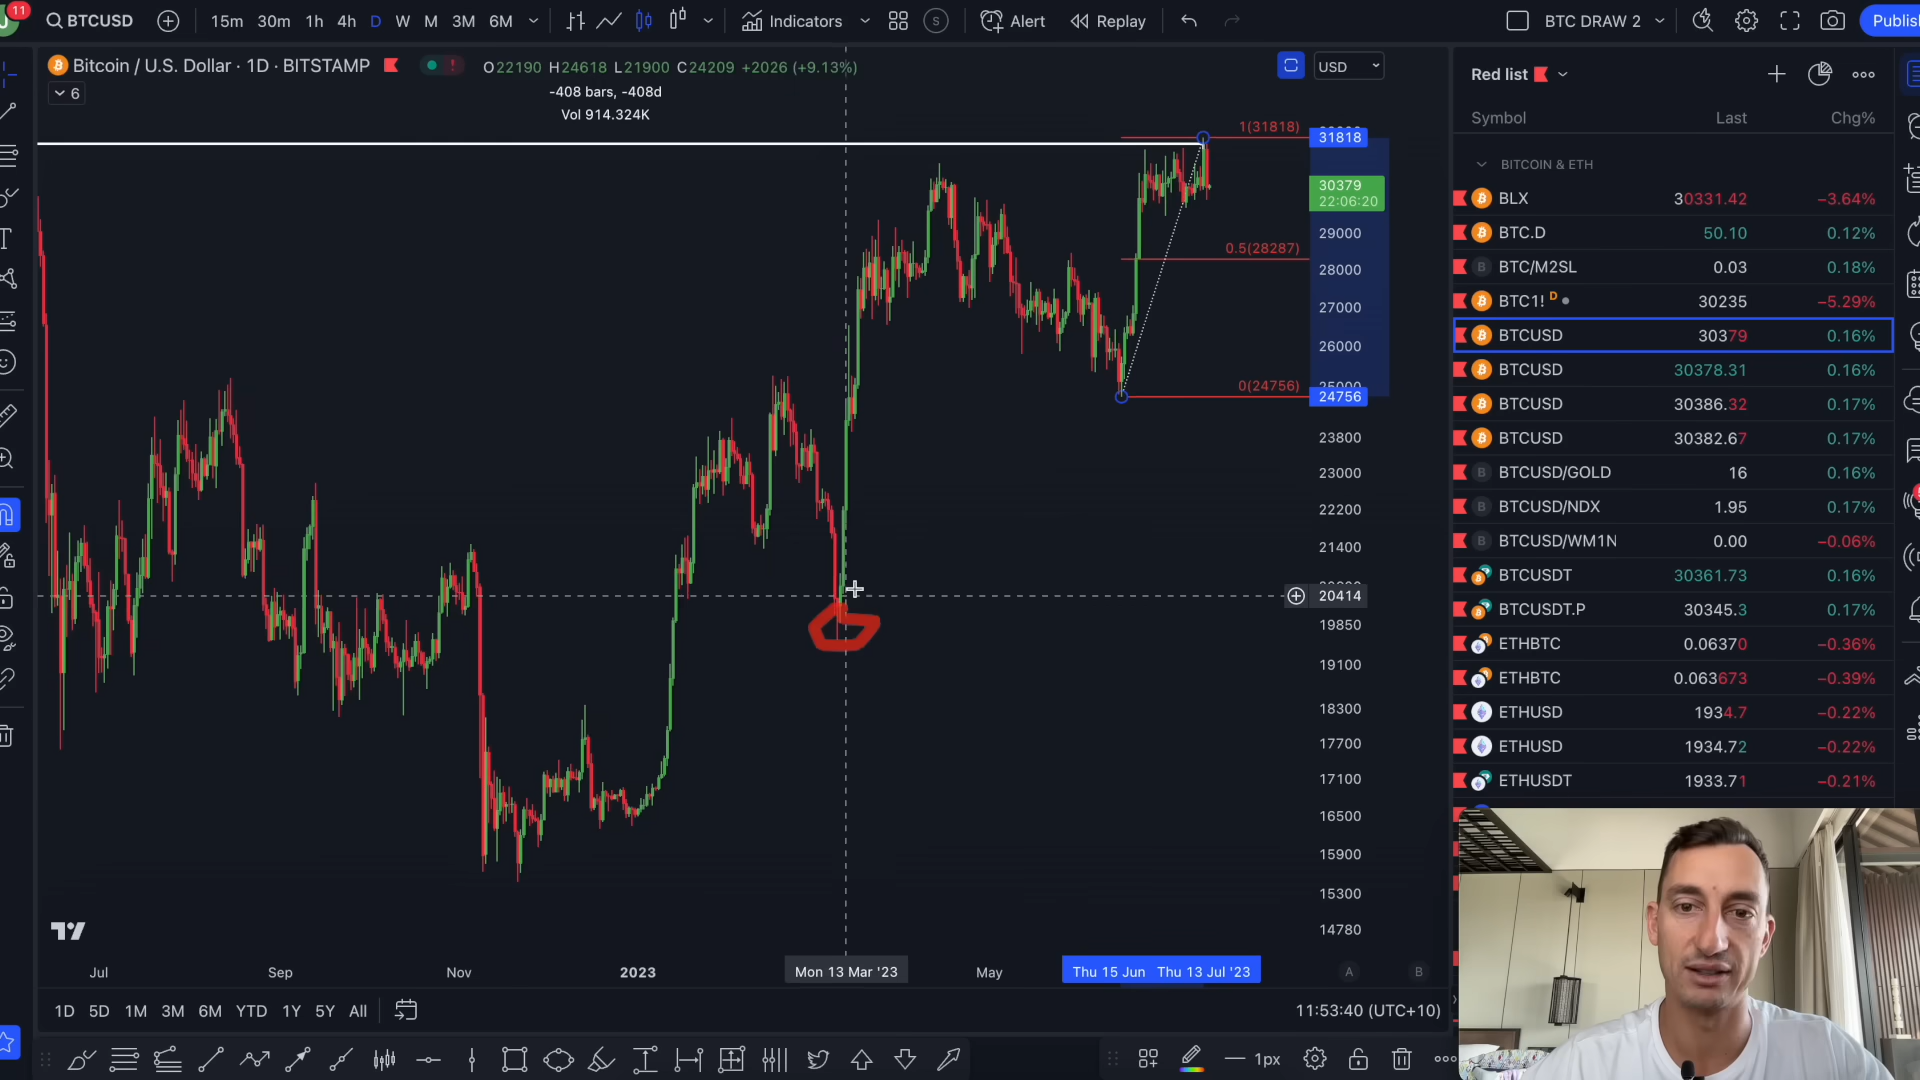 11
BTCUSD 15m 30m 1h 4h D W M 3M 6M Indicators S Alert Replay BTC DRAW 2 Publis
Bitcoin / U.S. Dollar · 1D · BITSTAMP O22190 H24618 L21900 C24209 +2026 (+9.13%) USD
6
-408 bars, -408d
Vol 914.324K
1(31818)
31818
30379
22:06:20
29000
0.5(28287)
28000
27000
26000
0(24756)
25000
24756
23800
23000
22200
21400
20414
19850
19100
18300
17700
17100
16500
15900
15300
14780
Jul Sep Nov 2023 Mon 13 Mar '23 May Thu 15 Jun Thu 13 Jul '23 A B
1D 5D 1M 3M 6M YTD 1Y 5Y All 11:53:40 (UTC+10)
1px
Red list
Symbol Last Chg%
BITCOIN & ETH
BLX 30331.42 −3.64%
BTC.D 50.10 0.12%
BTC/M2SL 0.03 0.18%
BTC1! D 30235 −5.29%
BTCUSD 30379 0.16%
BTCUSD 30378.31 0.16%
BTCUSD 30386.32 0.17%
BTCUSD 30382.67 0.17%
BTCUSD/GOLD 16 0.16%
BTCUSD/NDX 1.95 0.17%
BTCUSD/WM1N 0.00 −0.06%
BTCUSDT 30361.73 0.16%
BTCUSDT.P 30345.3 0.17%
ETHBTC 0.06370 −0.36%
ETHBTC 0.063673 −0.39%
ETHUSD 1934.7 −0.22%
ETHUSD 1934.72 −0.22%
ETHUSDT 1933.71 −0.21%